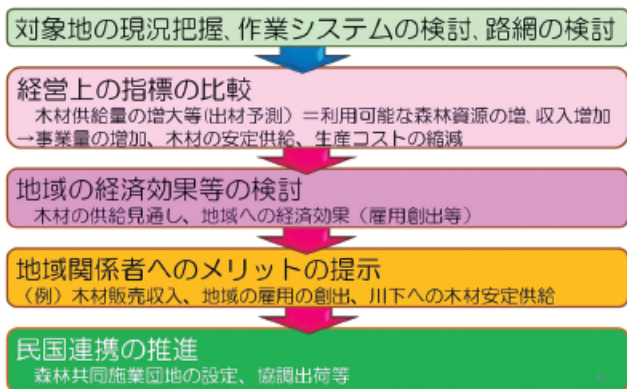 対象地の現況把握、作業システムの検討、路網の検討
経営上の指標の比較
木材供給量の増大等(出材予測)＝利用可能な森林資源の増、収入増加
→事業量の増加、木材の安定供給、生産コストの縮減
地域の経済効果等の検討
木材の供給見通し、地域への経済効果（雇用創出等）
地域関係者へのメリットの提示
（例）木材販売収入、地域の雇用の創出、川下への木材安定供給
民国連携の推進
森林共同施業団地の設定、協調出荷等